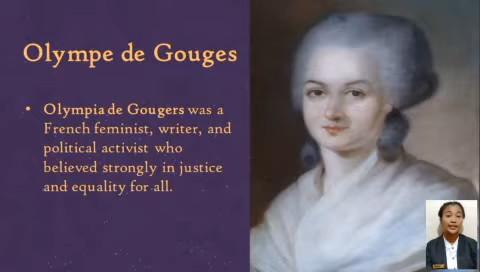 Olympe de Gouges
• Olympia de Gougers was a
French feminist, writer, and
political activist who
believed strongly in justice
and equality for all.